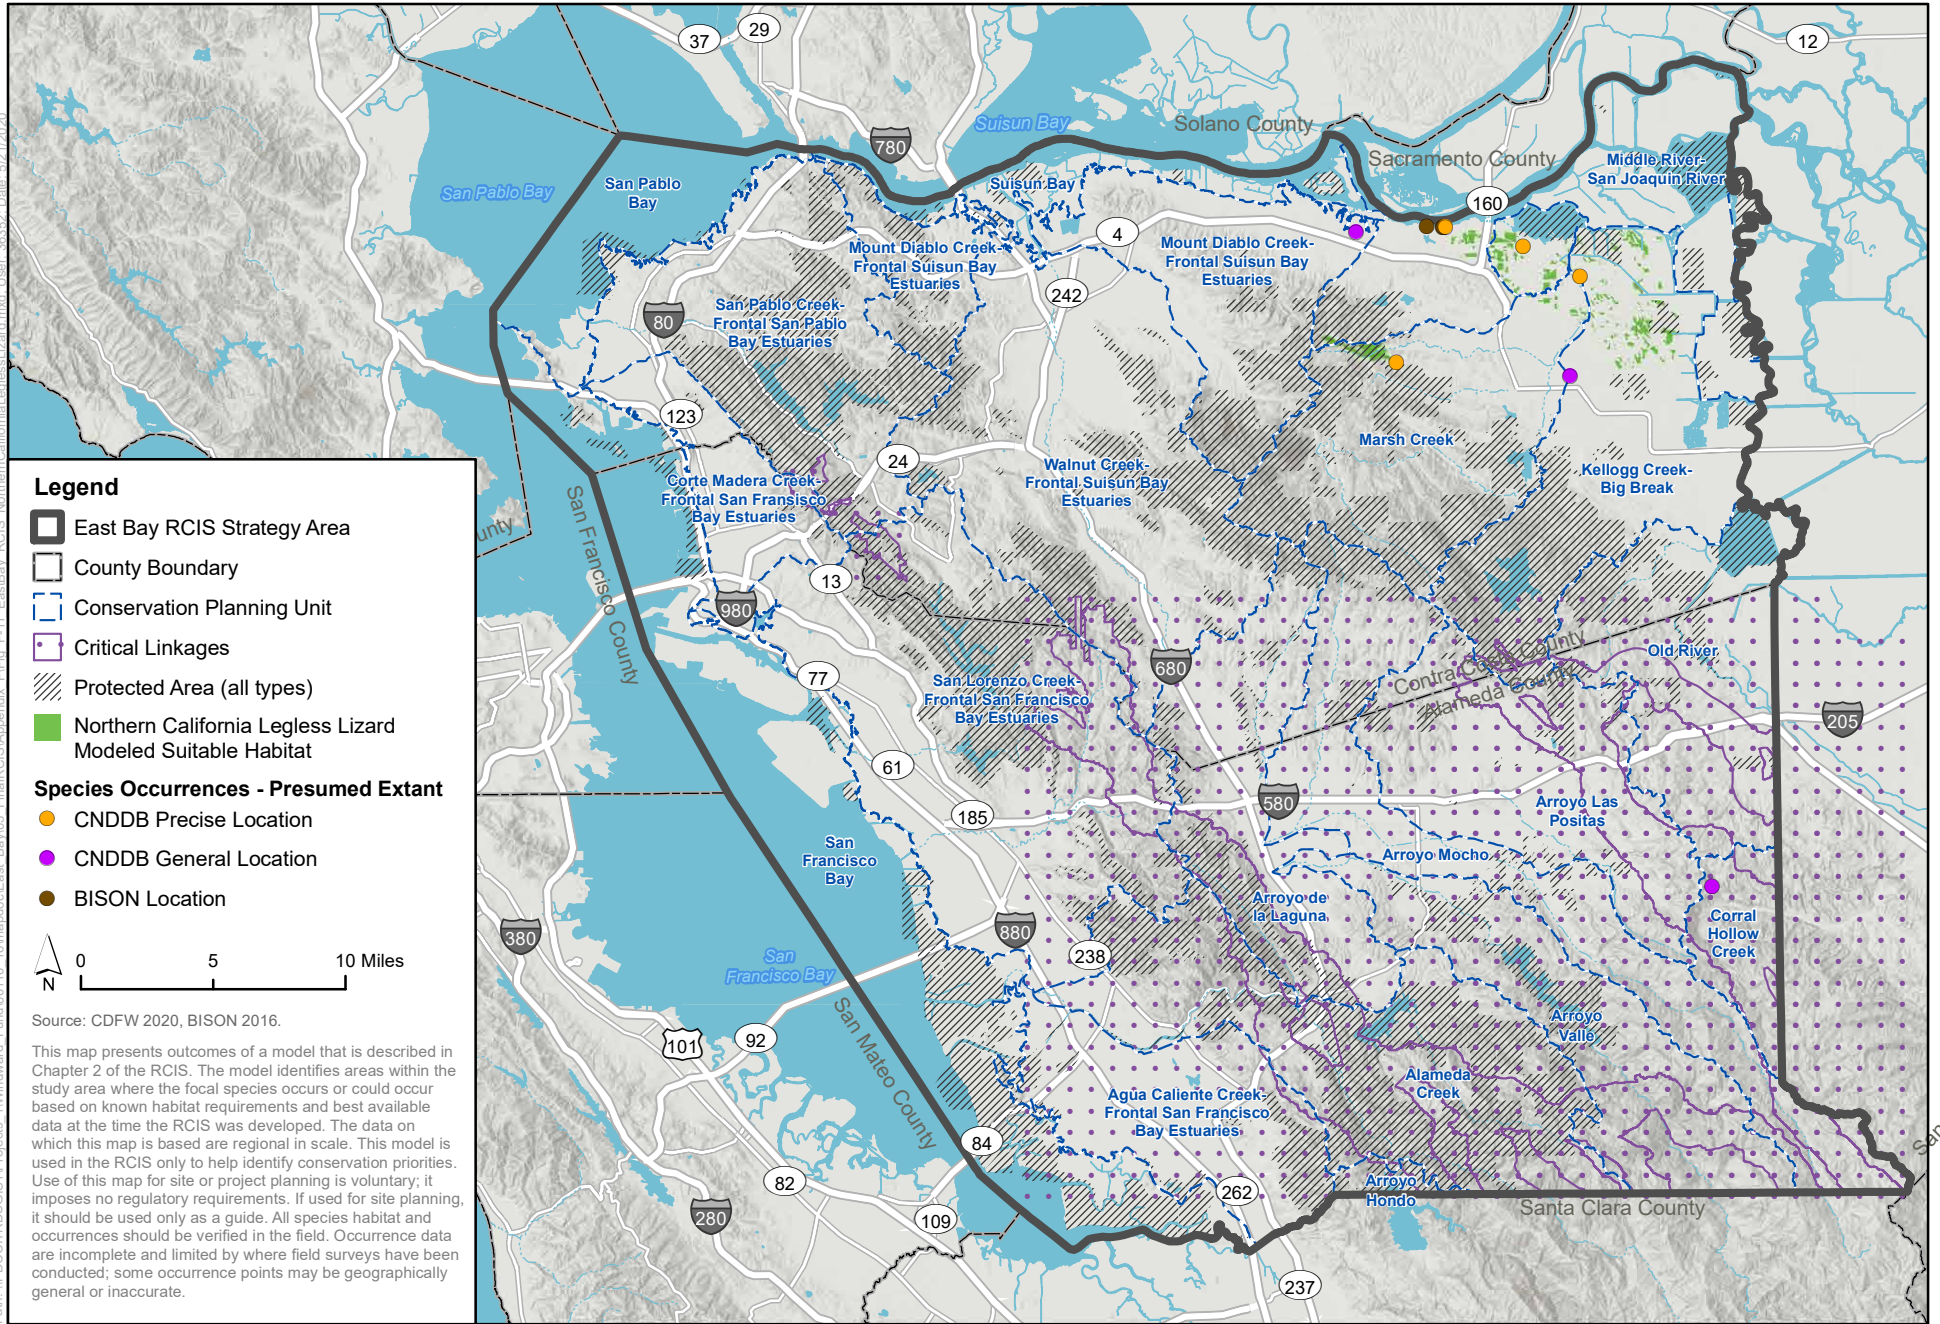 37
29
12
780
Suisun Bay
Solano County
Sacramento County
Middle River-
San Joaquin River
San Pablo Bay
San Pablo
Bay
Suisun Bay
160
4
Mount Diablo Creek-
Frontal Suisun Bay
Estuaries
Mount Diablo Creek-
Frontal Suisun Bay
Estuaries
242
80
San Pablo Creek-
Frontal San Pablo
Bay Estuaries
123
24
Marsh Creek
Walnut Creek-
Frontal Suisun Bay
Estuaries
Kellogg Creek-
Big Break
Corte Madera Creek-
Frontal San Fransisco
Bay Estuaries
San Francisco County
unty
13
980
77
680
Contra Costa County
Alameda County
Old River
San Lorenzo Creek-
Frontal San Francisco
Bay Estuaries
205
61
580
185
Arroyo Las
Positas
San
Francisco
Bay
Arroyo Mocho
Arroyo de
la Laguna
Corral
Hollow
Creek
880
238
380
San
Francisco Bay
San Mateo County
101
92
Arroyo
Valle
Alameda
Creek
Agua Caliente Creek-
Frontal San Francisco
Bay Estuaries
84
82
262
Arroyo
Hondo
Santa Clara County
San
280
109
237
Legend
East Bay RCIS Strategy Area
County Boundary
Conservation Planning Unit
Critical Linkages
Protected Area (all types)
Northern California Legless Lizard
Modeled Suitable Habitat
Species Occurrences - Presumed Extant
CNDDB Precise Location
CNDDB General Location
BISON Location
N
0 5 10 Miles
Source: CDFW 2020, BISON 2016.
This map presents outcomes of a model that is described in
Chapter 2 of the RCIS. The model identifies areas within the
study area where the focal species occurs or could occur
based on known habitat requirements and best available
data at the time the RCIS was developed. The data on
which this map is based are regional in scale. This model is
used in the RCIS only to help identify conservation priorities.
Use of this map for site or project planning is voluntary; it
imposes no regulatory requirements. If used for site planning,
it should be used only as a guide. All species habitat and
occurrences should be verified in the field. Occurrence data
are incomplete and limited by where field surveys have been
conducted; some occurrence points may be geographically
general or inaccurate.